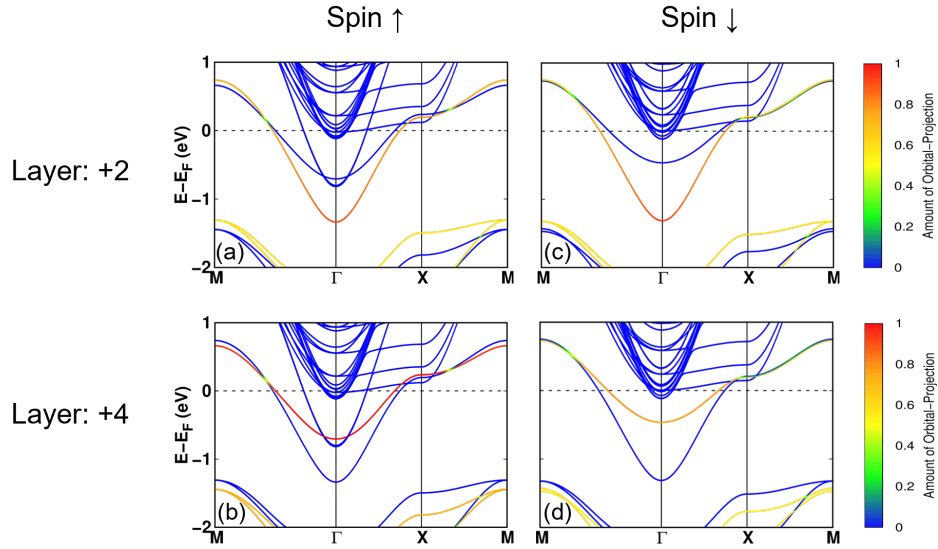 Spin ↑ Spin ↓
Layer: +2
E−E_F (eV)
1
0
−1
−2
(a)
M Γ X M
(c)
M Γ X M
1
0.8
0.6
0.4
0.2
0
Amount of Orbital−Projection
Layer: +4
E−E_F (eV)
1
0
−1
−2
(b)
M Γ X M
(d)
M Γ X M
1
0.8
0.6
0.4
0.2
0
Amount of Orbital−Projection